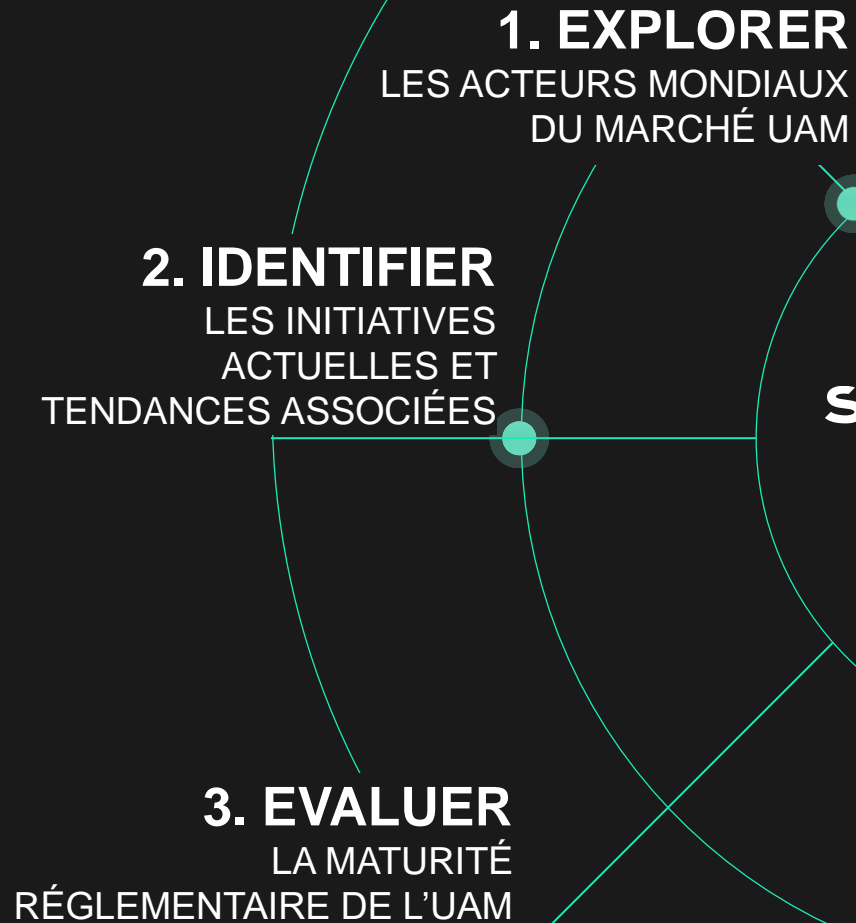 1. EXPLORER
LES ACTEURS MONDIAUX
DU MARCHÉ UAM
2. IDENTIFIER
LES INITIATIVES
ACTUELLES ET
TENDANCES ASSOCIÉES
3. EVALUER
LA MATURITÉ
RÉGLEMENTAIRE DE L’UAM